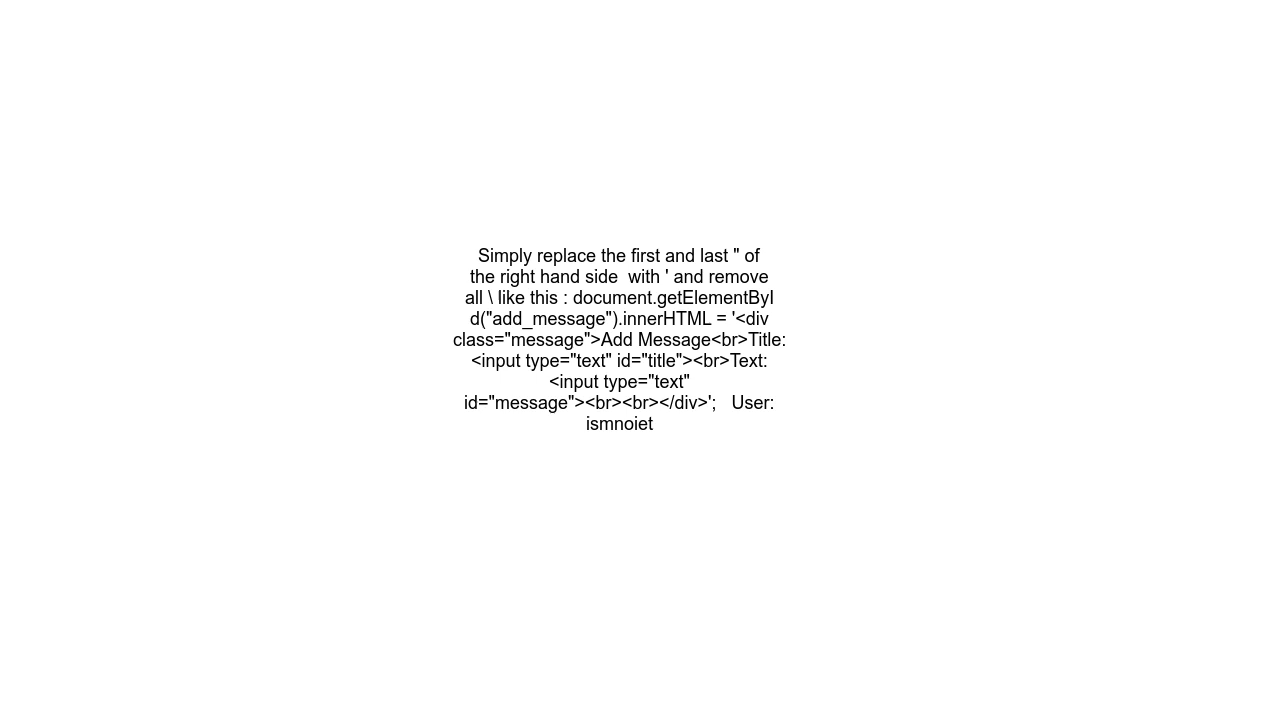 Simply replace the first and last " of
the right hand side  with ' and remove
all \ like this : document.getElementByI
d("add_message").innerHTML = '<div
class="message">Add Message<br>Title:
<input type="text" id="title"><br>Text:
<input type="text"
id="message"><br><br></div>';   User:
ismnoiet